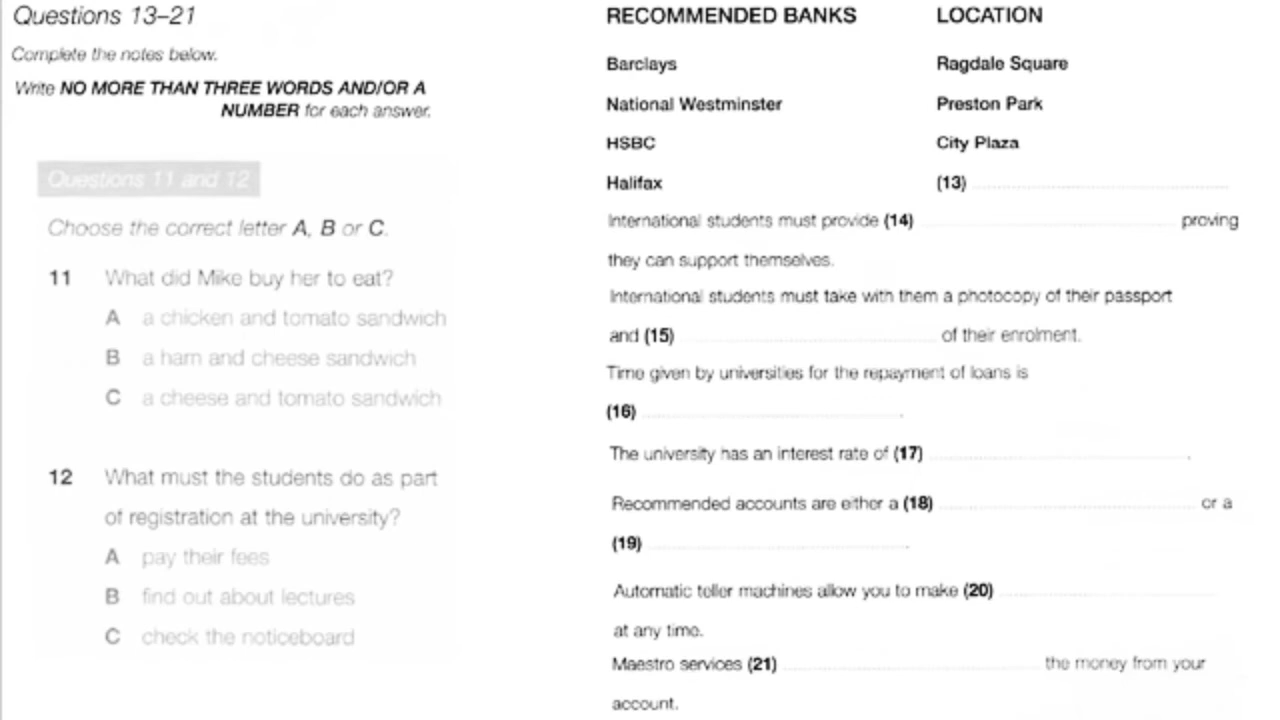 Questions 13–21
Complete the notes below.
Write NO MORE THAN THREE WORDS AND/OR A
NUMBER for each answer.
Questions 11 and 12
Choose the correct letter A, B or C.
11 What did Mike buy her to eat?
A a chicken and tomato sandwich
B a ham and cheese sandwich
C a cheese and tomato sandwich
12 What must the students do as part
of registration at the university?
A pay their fees
B find out about lectures
C check the noticeboard
RECOMMENDED BANKS LOCATION
Barclays Ragdale Square
National Westminster Preston Park
HSBC City Plaza
Halifax (13)
International students must provide (14) proving
they can support themselves.
International students must take with them a photocopy of their passport
and (15) of their enrolment.
Time given by universities for the repayment of loans is
(16) .
The university has an interest rate of (17) .
Recommended accounts are either a (18) or a
(19) .
Automatic teller machines allow you to make (20)
at any time.
Maestro services (21) the money from your
account.